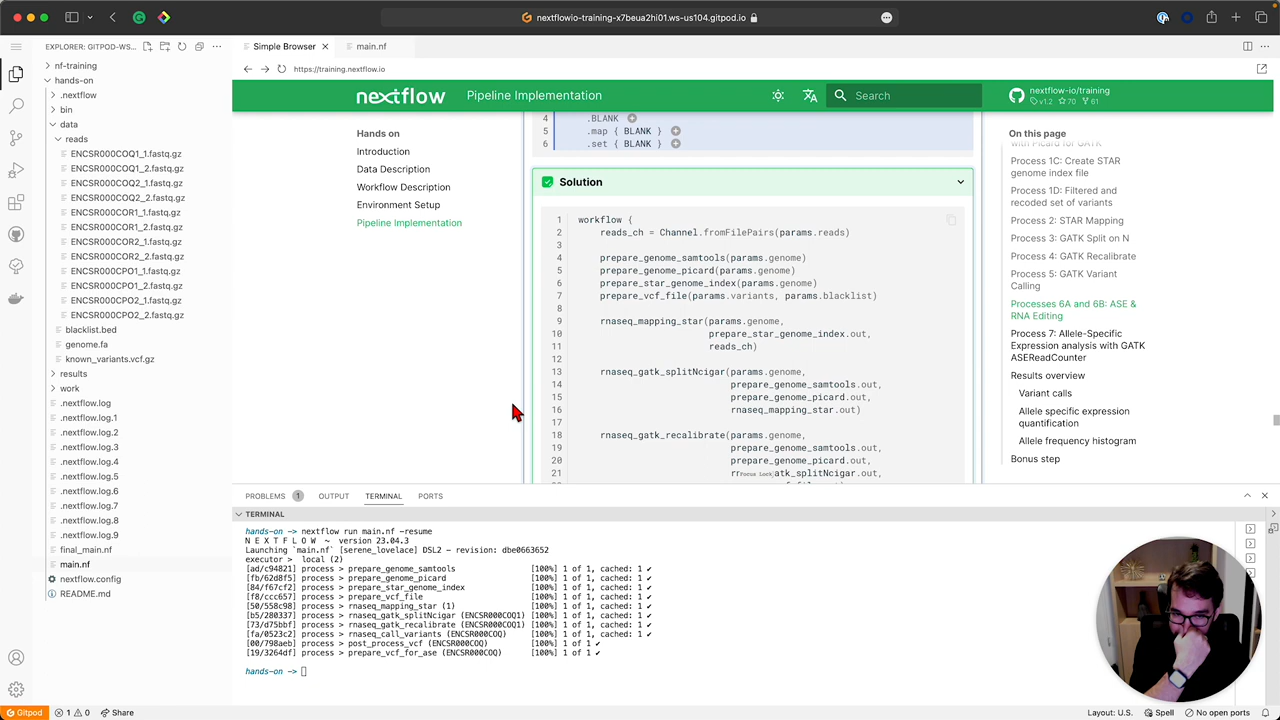 nextflowio-training-x7beua2hi01.ws-us104.gitpod.io
EXPLORER: GITPOD-WS...
nf-training
hands-on
.nextflow
bin
data
reads
ENCSR000COQ1_1.fastq.gz
ENCSR000COQ1_2.fastq.gz
ENCSR000COQ2_1.fastq.gz
ENCSR000COQ2_2.fastq.gz
ENCSR000COR1_1.fastq.gz
ENCSR000COR1_2.fastq.gz
ENCSR000COR2_1.fastq.gz
ENCSR000COR2_2.fastq.gz
ENCSR000CPO1_1.fastq.gz
ENCSR000CPO1_2.fastq.gz
ENCSR000CPO2_1.fastq.gz
ENCSR000CPO2_2.fastq.gz
blacklist.bed
genome.fa
known_variants.vcf.gz
results
work
.nextflow.log
.nextflow.log.1
.nextflow.log.2
.nextflow.log.3
.nextflow.log.4
.nextflow.log.5
.nextflow.log.6
.nextflow.log.7
.nextflow.log.8
.nextflow.log.9
final_main.nf
main.nf
nextflow.config
README.md
Simple Browser
main.nf
https://training.nextflow.io
nextflow
Pipeline Implementation
Search
nextflow-io/training
v1.2 70 61
Hands on
Introduction
Data Description
Workflow Description
Environment Setup
Pipeline Implementation
4 .BLANK
5 .map { BLANK }
6 .set { BLANK }
Solution
1 workflow {
2 reads_ch = Channel.fromFilePairs(params.reads)
3
4 prepare_genome_samtools(params.genome)
5 prepare_genome_picard(params.genome)
6 prepare_star_genome_index(params.genome)
7 prepare_vcf_file(params.variants, params.blacklist)
8
9 rnaseq_mapping_star(params.genome,
10 prepare_star_genome_index.out,
11 reads_ch)
12
13 rnaseq_gatk_splitNcigar(params.genome,
14 prepare_genome_samtools.out,
15 prepare_genome_picard.out,
16 rnaseq_mapping_star.out)
17
18 rnaseq_gatk_recalibrate(params.genome,
19 prepare_genome_samtools.out,
20 prepare_genome_picard.out,
21 atk_splitNcigar.out,
On this page
with Picard for GATK
Process 1C: Create STAR
genome index file
Process 1D: Filtered and
recoded set of variants
Process 2: STAR Mapping
Process 3: GATK Split on N
Process 4: GATK Recalibrate
Process 5: GATK Variant
Calling
Processes 6A and 6B: ASE &
RNA Editing
Process 7: Allele-Specific
Expression analysis with GATK
ASEReadCounter
Results overview
Variant calls
Allele specific expression
quantification
Allele frequency histogram
Bonus step
PROBLEMS 1 OUTPUT TERMINAL PORTS
TERMINAL
hands-on -> nextflow run main.nf -resume
N E X T F L O W ~ version 23.04.3
Launching `main.nf` [serene_lovelace] DSL2 - revision: dbe0663652
executor > local (2)
[ad/c94821] process > prepare_genome_samtools [100%] 1 of 1, cached: 1 ✔
[fb/62d8f5] process > prepare_genome_picard [100%] 1 of 1, cached: 1 ✔
[84/f67cf2] process > prepare_star_genome_index [100%] 1 of 1, cached: 1 ✔
[f8/ccc657] process > prepare_vcf_file [100%] 1 of 1, cached: 1 ✔
[50/558c98] process > rnaseq_mapping_star (1) [100%] 1 of 1, cached: 1 ✔
[b5/280337] process > rnaseq_gatk_splitNcigar (ENCSR000COQ1) [100%] 1 of 1, cached: 1 ✔
[73/d75bbf] process > rnaseq_gatk_recalibrate (ENCSR000COQ1) [100%] 1 of 1, cached: 1 ✔
[fa/0523c2] process > rnaseq_call_variants (ENCSR000COQ) [100%] 1 of 1, cached: 1 ✔
[00/798aeb] process > post_process_vcf (ENCSR000COQ) [100%] 1 of 1 ✔
[19/3264df] process > prepare_vcf_for_ase (ENCSR000COQ) [100%] 1 of 1 ✔
hands-on ->
Gitpod 1 0 Share
Layout: U.S. Spell No open ports